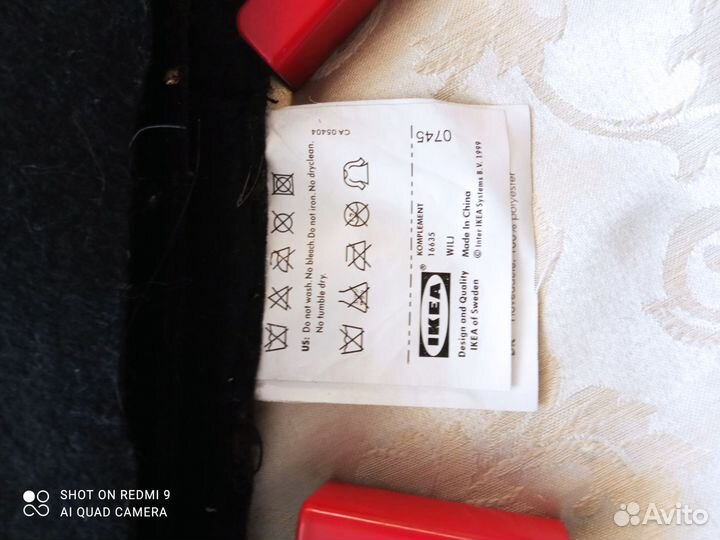 CA 05404
US: Do not wash. No bleach. Do not iron. No dryclean.
No tumble dry.
0745
KOMPLEMENT
16635
WILJ
Made in China
© Inter IKEA Systems B.V. 1999
IKEA
®
Design and Quality
IKEA of Sweden
100% polyester
SHOT ON REDMI 9
AI QUAD CAMERA
Avito